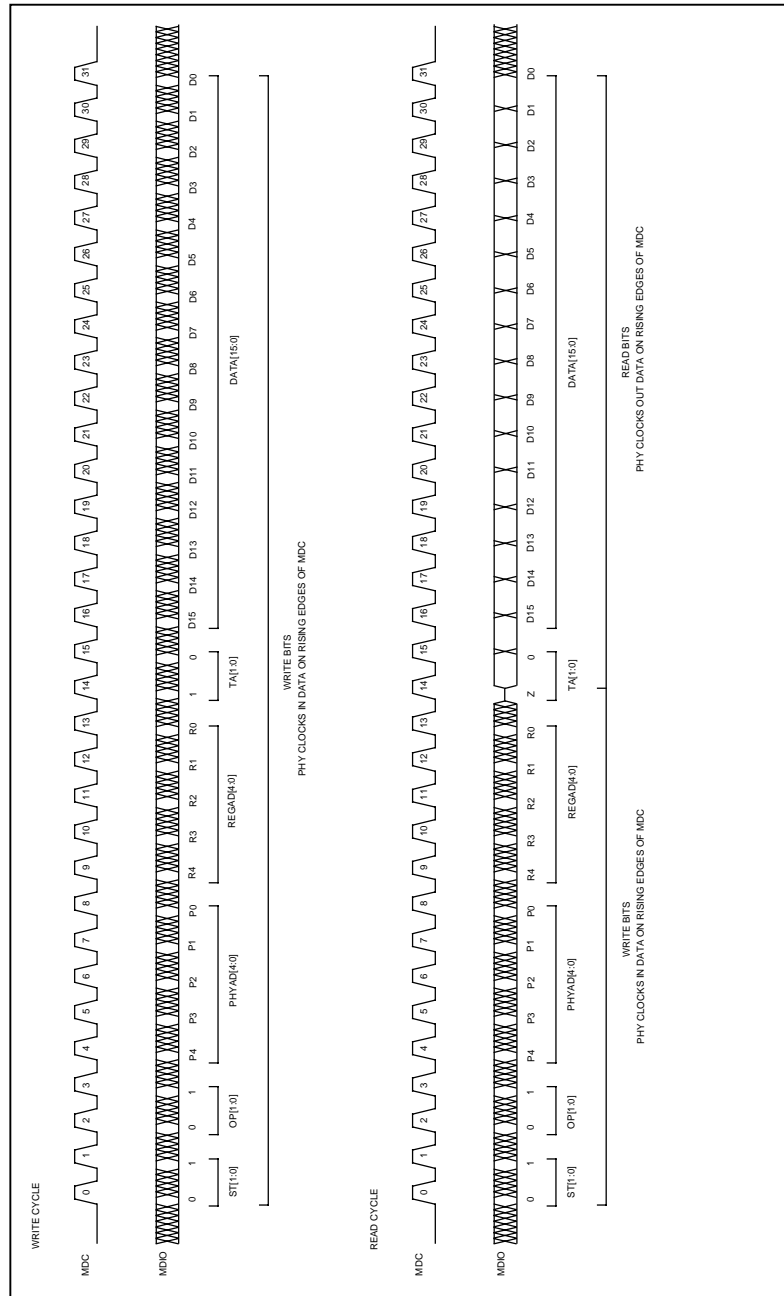 WRITE CYCLE
MDC
0 1 2 3 4 5 6 7 8 9 10 11 12 13 14 15 16 17 18 19 20 21 22 23 24 25 26 27 28 29 30 31
MDIO
0 1 0 1 P4 P3 P2 P1 P0 R4 R3 R2 R1 R0 1 0 D15 D14 D13 D12 D11 D10 D9 D8 D7 D6 D5 D4 D3 D2 D1 D0
ST[1:0] OP[1:0] PHYAD[4:0] REGAD[4:0] TA[1:0] DATA[15:0]
WRITE BITS
PHY CLOCKS IN DATA ON RISING EDGES OF MDC
READ CYCLE
MDC
0 1 2 3 4 5 6 7 8 9 10 11 12 13 14 15 16 17 18 19 20 21 22 23 24 25 26 27 28 29 30 31
MDIO
0 1 0 1 P4 P3 P2 P1 P0 R4 R3 R2 R1 R0 Z 0 D15 D14 D13 D12 D11 D10 D9 D8 D7 D6 D5 D4 D3 D2 D1 D0
ST[1:0] OP[1:0] PHYAD[4:0] REGAD[4:0] TA[1:0] DATA[15:0]
WRITE BITS
PHY CLOCKS IN DATA ON RISING EDGES OF MDC
READ BITS
PHY CLOCKS OUT DATA ON RISING EDGES OF MDC